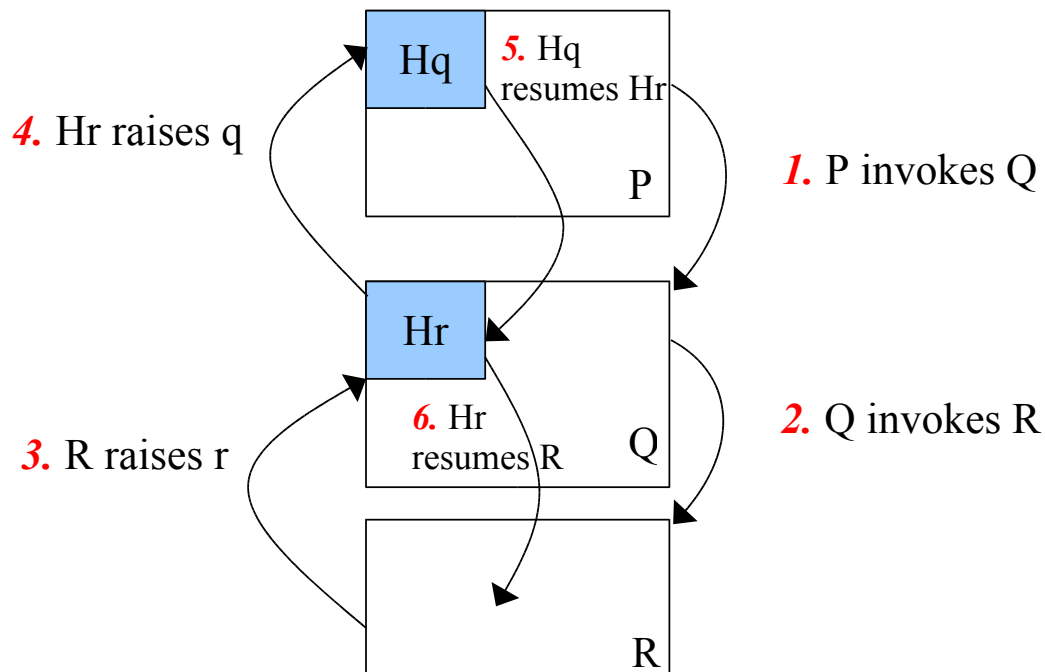 Hq
5. Hq
resumes Hr
4. Hr raises q
P
1. P invokes Q
Hr
6. Hr
resumes R
Q
2. Q invokes R
3. R raises r
R